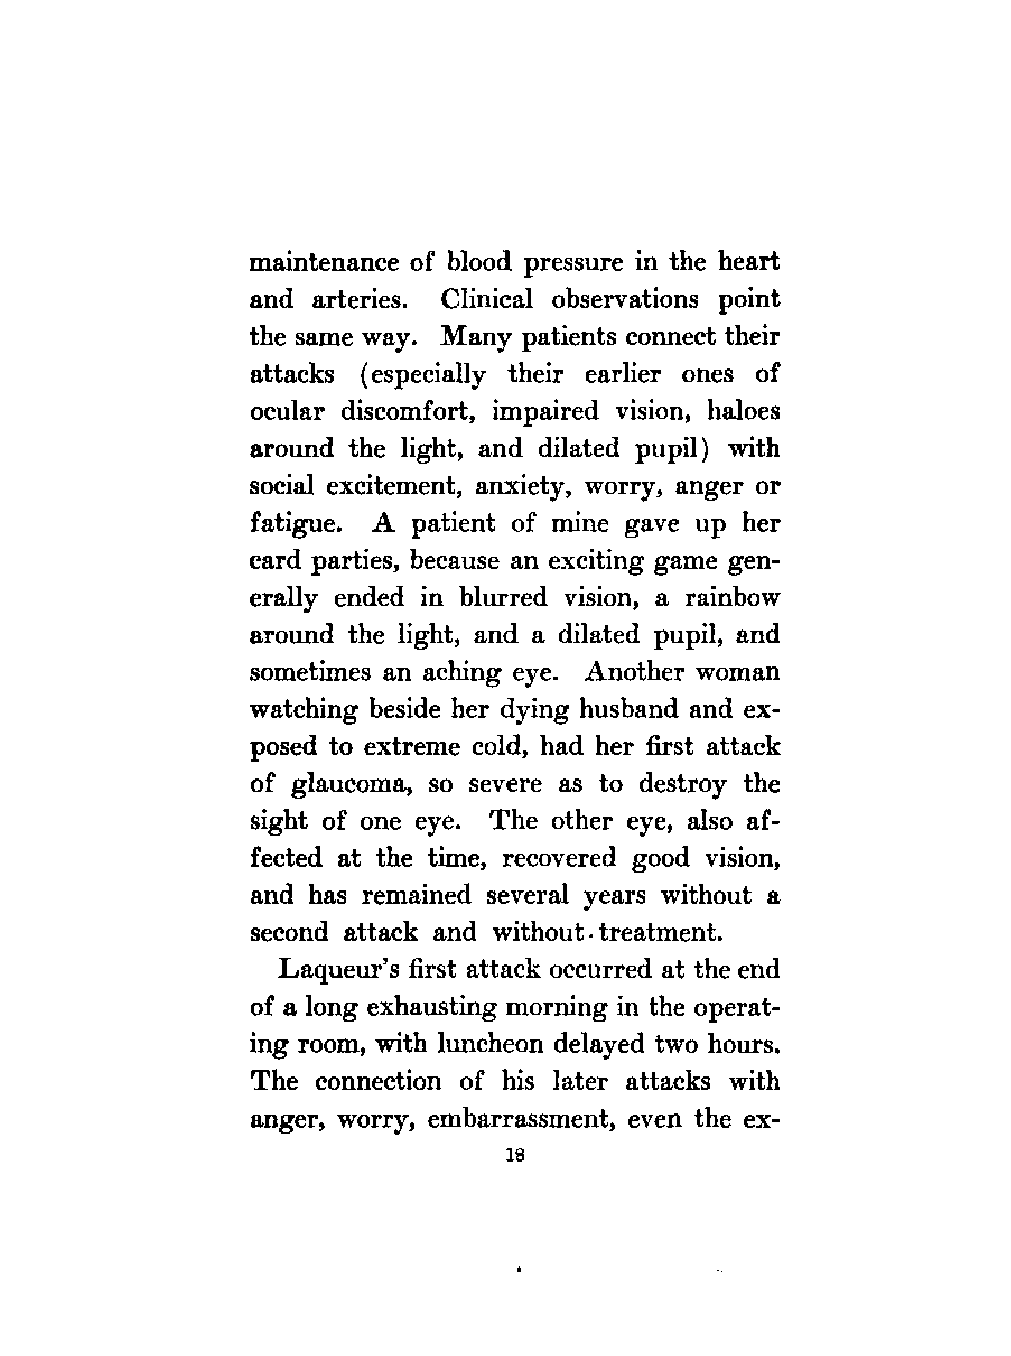 maintenance of blood pressure in the heart
and arteries. Clinical observations point
the same way. Many patients connect their
attacks (especially their earlier ones of
ocular discomfort, impaired vision, haloes
around the light, and dilated pupil) with
social excitement, anxiety, worry, anger or
fatigue. A patient of mine gave up her
card parties, because an exciting game gen-
erally ended in blurred vision, a rainbow
around the light, and a dilated pupil, and
sometimes an aching eye. Another woman
watching beside her dying husband and ex-
posed to extreme cold, had her first attack
of glaucoma, so severe as to destroy the
sight of one eye. The other eye, also af-
fected at the time, recovered good vision,
and has remained several years without a
second attack and without treatment.
Laqueur's first attack occurred at the end
of a long exhausting morning in the operat-
ing room, with luncheon delayed two hours.
The connection of his later attacks with
anger, worry, embarrassment, even the ex-
18